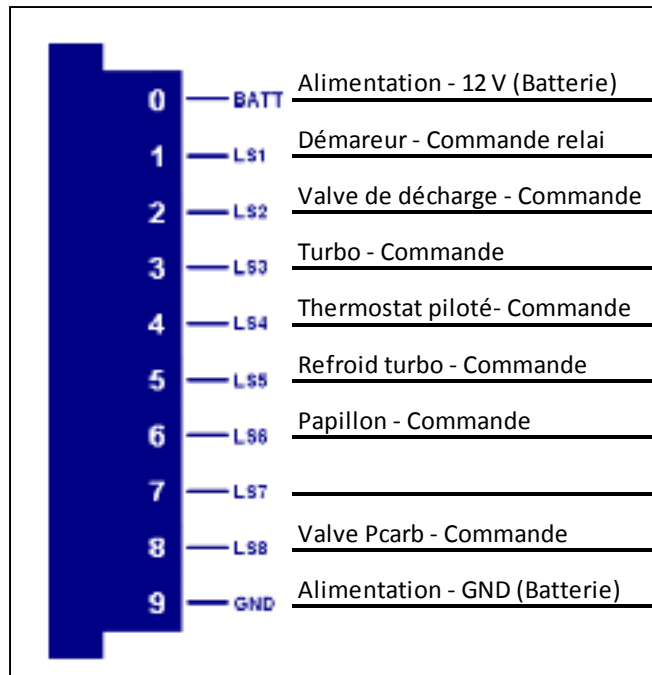 0 BATT Alimentation - 12 V (Batterie)
1 LS1 Démareur - Commande relai
2 LS2 Valve de décharge - Commande
3 LS3 Turbo - Commande
4 LS4 Thermostat piloté- Commande
5 LS5 Refroid turbo - Commande
6 LS6 Papillon - Commande
7 LS7
8 LS8 Valve Pcarb - Commande
9 GND Alimentation - GND (Batterie)